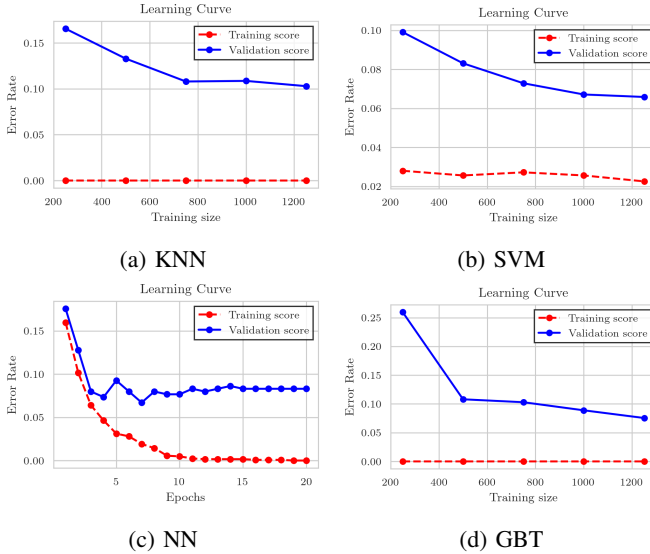 Learning Curve
Training score
Validation score
0.15
0.10
0.05
0.00
Error Rate
200 400 600 800 1000 1200
Training size
(a) KNN
Learning Curve
Training score
Validation score
0.10
0.08
0.06
0.04
0.02
Error Rate
200 400 600 800 1000 1200
Training size
(b) SVM
Learning Curve
Training score
Validation score
0.15
0.10
0.05
0.00
Error Rate
5 10 15 20
Epochs
(c) NN
Learning Curve
Training score
Validation score
0.25
0.20
0.15
0.10
0.05
0.00
Error Rate
200 400 600 800 1000 1200
Training size
(d) GBT